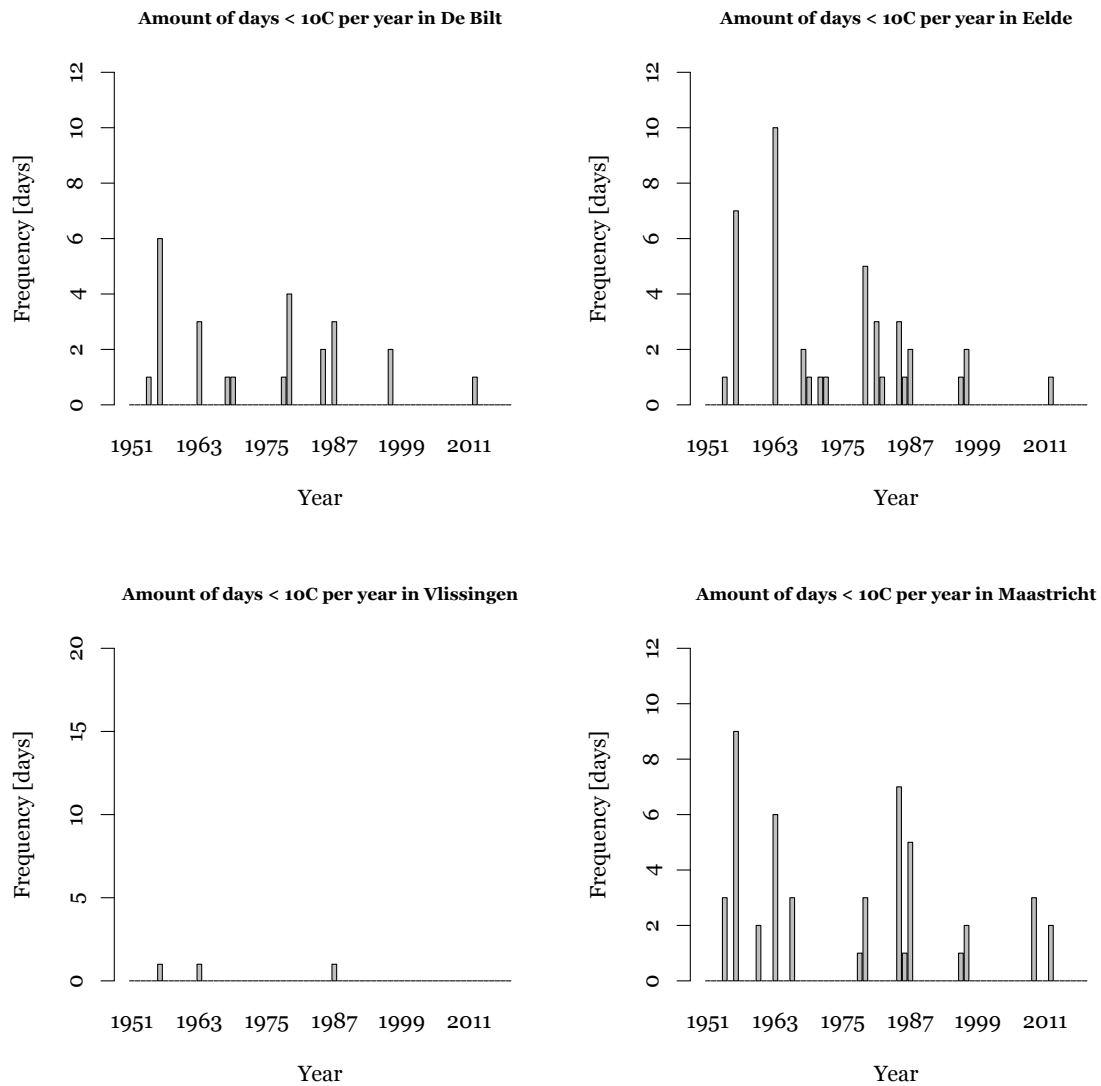 Amount of days < 10C per year in De Bilt
Frequency [days]
0 2 4 6 8 10 12
1951 1963 1975 1987 1999 2011
Year
Amount of days < 10C per year in Eelde
Frequency [days]
0 2 4 6 8 10 12
1951 1963 1975 1987 1999 2011
Year
Amount of days < 10C per year in Vlissingen
Frequency [days]
0 5 10 15 20
1951 1963 1975 1987 1999 2011
Year
Amount of days < 10C per year in Maastricht
Frequency [days]
0 2 4 6 8 10 12
1951 1963 1975 1987 1999 2011
Year